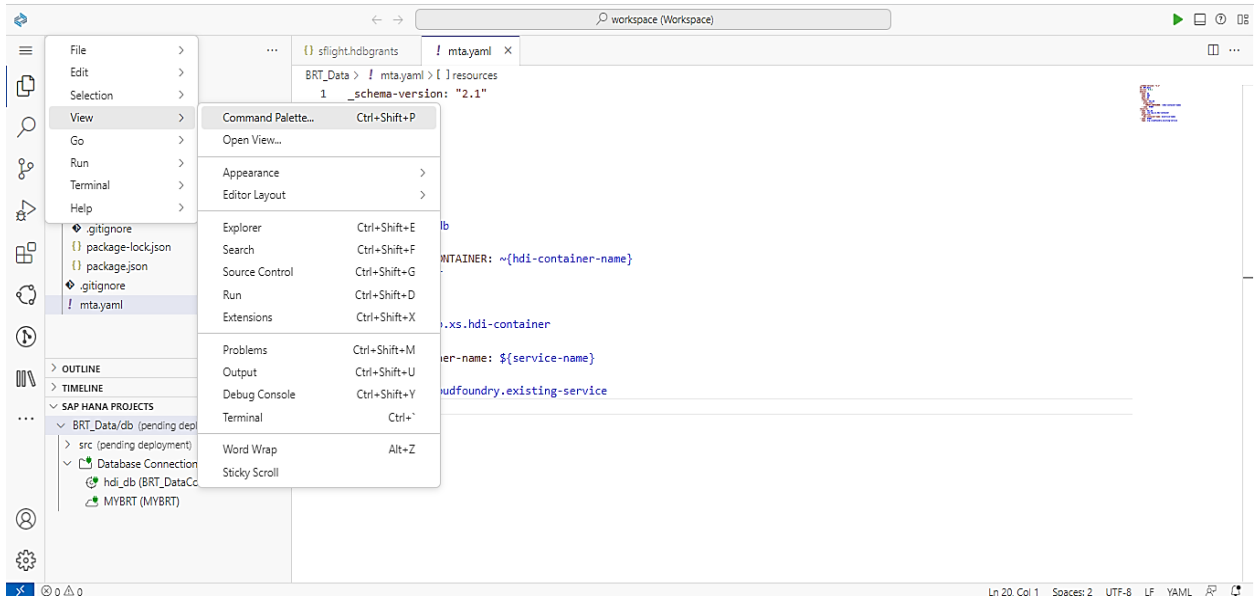 workspace (Workspace)
File
Edit
Selection
View
Go
Run
Terminal
Help
Command Palette... Ctrl+Shift+P
Open View...
Appearance
Editor Layout
Explorer Ctrl+Shift+E
Search Ctrl+Shift+F
Source Control Ctrl+Shift+G
Run Ctrl+Shift+D
Extensions Ctrl+Shift+X
Problems Ctrl+Shift+M
Output Ctrl+Shift+U
Debug Console Ctrl+Shift+Y
Terminal Ctrl+`
Word Wrap Alt+Z
Sticky Scroll
.gitignore
{} package-lock.json
{} package.json
.gitignore
! mta.yaml
OUTLINE
TIMELINE
SAP HANA PROJECTS
BRT_Data/db (pending depl
src (pending deployment)
Database Connection
hdi_db (BRT_DataCo
MYBRT (MYBRT)
{} sflight.hdbgrants
! mta.yaml
BRT_Data > ! mta.yaml > [ ] resources
1 _schema-version: "2.1"
db
ONTAINER: ~{hdi-container-name}
.xs.hdi-container
er-name: ${service-name}
oudfoundry.existing-service
0 0
Ln 20, Col 1 Spaces: 2 UTF-8 LF YAML